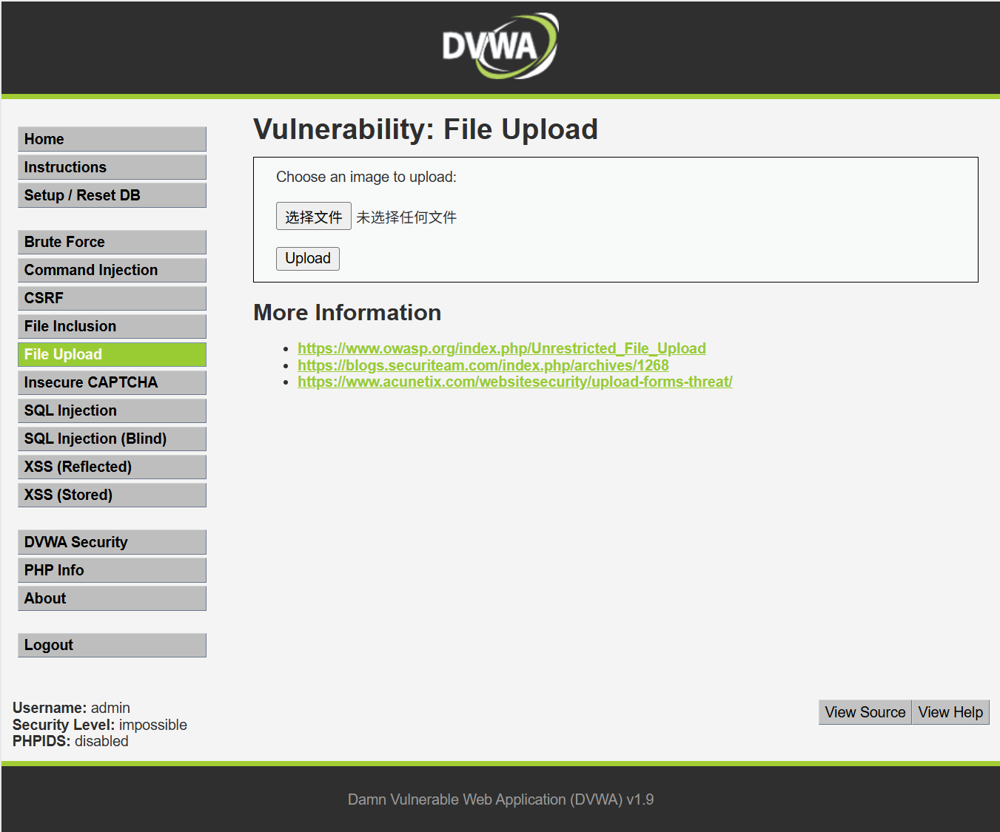 DVWA
Home
Instructions
Setup / Reset DB
Brute Force
Command Injection
CSRF
File Inclusion
File Upload
Insecure CAPTCHA
SQL Injection
SQL Injection (Blind)
XSS (Reflected)
XSS (Stored)
DVWA Security
PHP Info
About
Logout
Vulnerability: File Upload
Choose an image to upload:
选择文件 未选择任何文件
Upload
More Information
https://www.owasp.org/index.php/Unrestricted_File_Upload
https://blogs.securiteam.com/index.php/archives/1268
https://www.acunetix.com/websitesecurity/upload-forms-threat/
Username: admin
Security Level: impossible
PHPIDS: disabled
View Source View Help
Damn Vulnerable Web Application (DVWA) v1.9